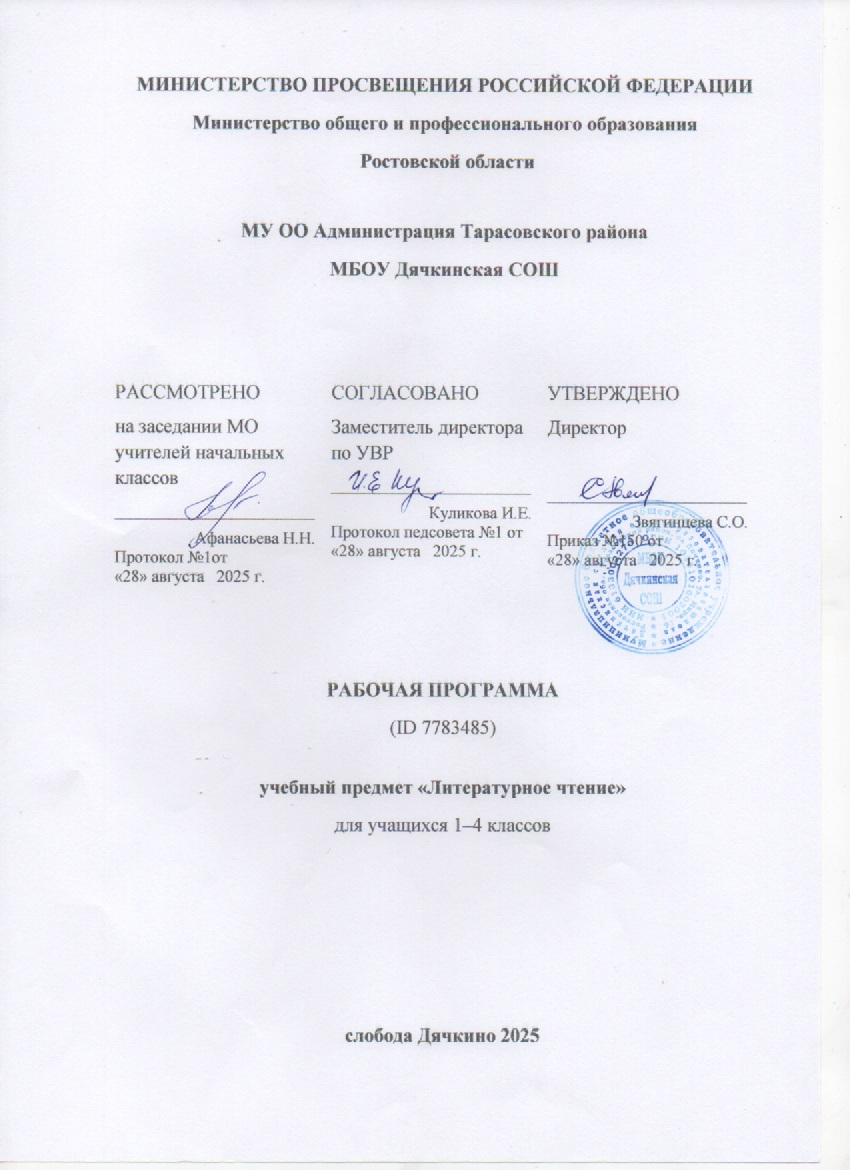 МИНИСТЕРСТВО ПРОСВЕЩЕНИЯ РОССИЙСКОЙ ФЕДЕРАЦИИ
Министерство общего и профессионального образования
Ростовской области
МУ ОО Администрация Тарасовского района
МБОУ Дячкинская СОШ
РАССМОТРЕНО
на заседании МО
учителей начальных
классов
Афанасьева Н.Н.
Протокол №1от
«28» августа 2025 г.
СОГЛАСОВАНО
Заместитель директора
по УВР
Куликова И.Е.
Протокол педсовета №1 от
«28» августа 2025 г.
УТВЕРЖДЕНО
Директор
Звягинцева С.О.
Приказ №150 от
«28» августа 2025 г.
МБОУ
Дячкинская
СОШ
РАБОЧАЯ ПРОГРАММА
(ID 7783485)
учебный предмет «Литературное чтение»
для учащихся 1–4 классов
слобода Дячкино 2025